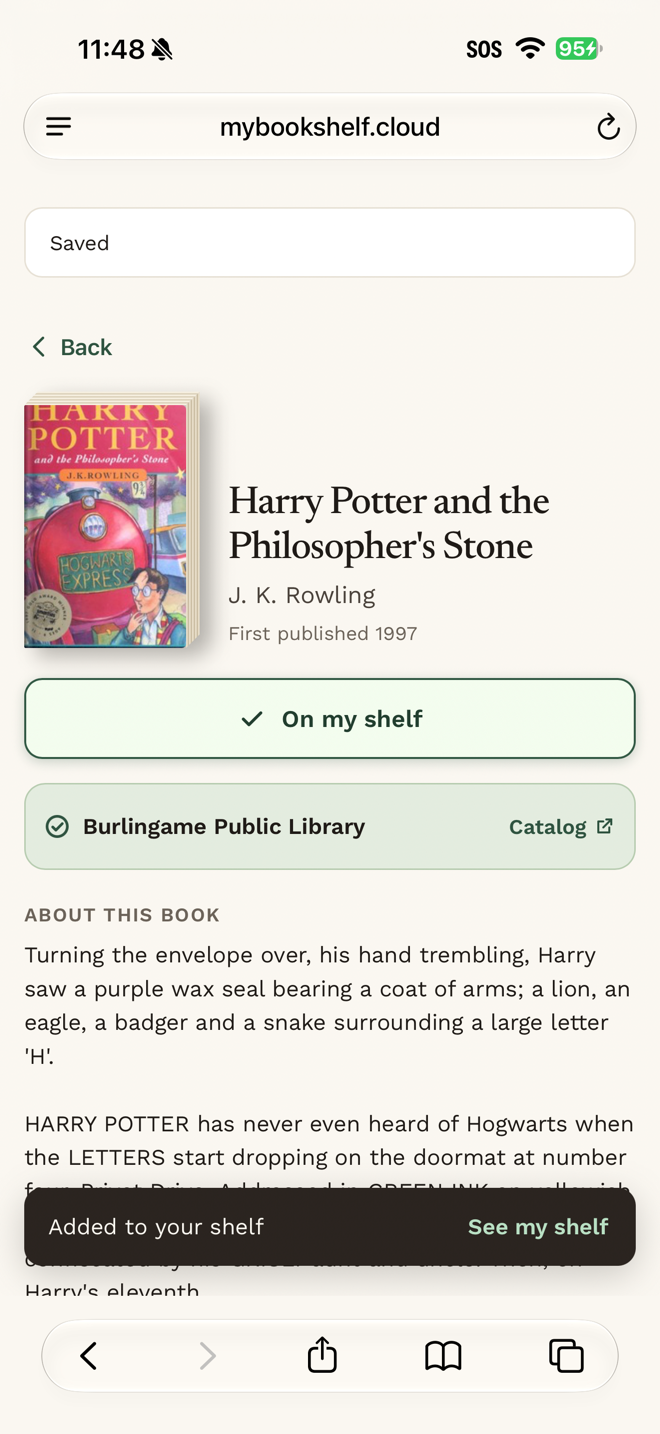 11:48
SOS
95
mybookshelf.cloud
Saved
Back
HARRY
POTTER
and the Philosopher's Stone
J.K.ROWLING
9¾
HOGWARTS
EXPRESS
Harry Potter and the
Philosopher's Stone
J. K. Rowling
First published 1997
On my shelf
Burlingame Public Library
Catalog
ABOUT THIS BOOK
Turning the envelope over, his hand trembling, Harry
saw a purple wax seal bearing a coat of arms; a lion, an
eagle, a badger and a snake surrounding a large letter
'H'.
HARRY POTTER has never even heard of Hogwarts when
the LETTERS start dropping on the doormat at number
Added to your shelf
See my shelf
Harry's eleventh